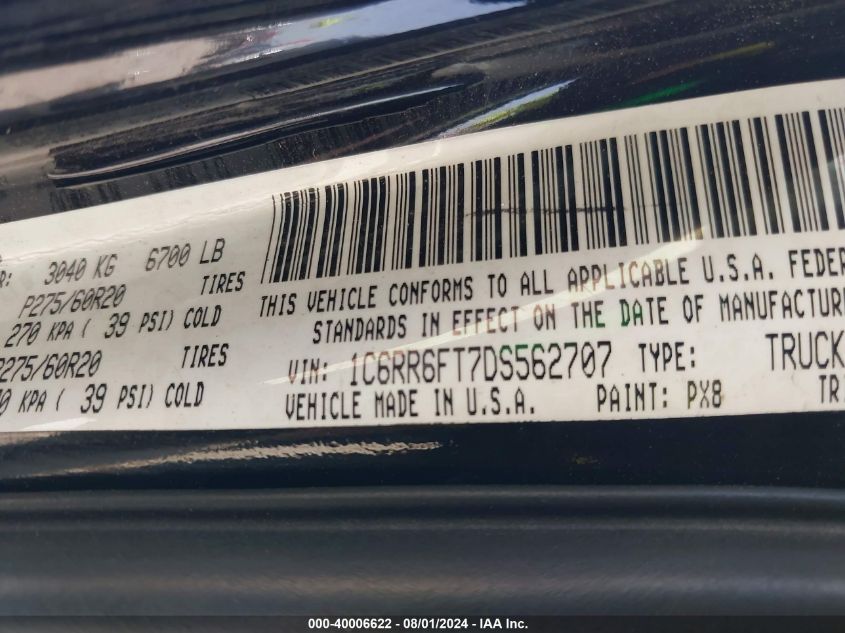 R: 3040 KG 6700 LB
P275/60R20 TIRES
270 KPA ( 39 PSI) COLD
P275/60R20 TIRES
0 KPA ( 39 PSI) COLD
THIS VEHICLE CONFORMS TO ALL APPLICABLE U.S.A. FEDER
STANDARDS IN EFFECT ON THE DATE OF MANUFACTUR
VIN: 1C6RR6FT7DS562707 TYPE: TRUCK
VEHICLE MADE IN U.S.A. PAINT: PX8 TR
000-40006622 - 08/01/2024 - IAA Inc.